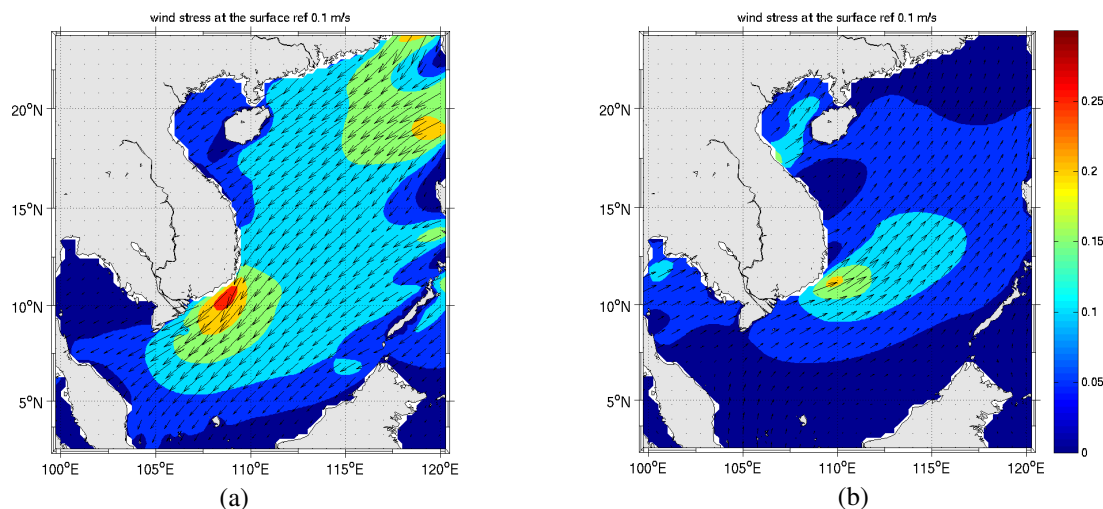 wind stress at the surface ref 0.1 m/s
20°N
15°N
10°N
5°N
100°E
105°E
110°E
115°E
120°E
(a)
wind stress at the surface ref 0.1 m/s
20°N
15°N
10°N
5°N
100°E
105°E
110°E
115°E
120°E
(b)
0.25
0.2
0.15
0.1
0.05
0